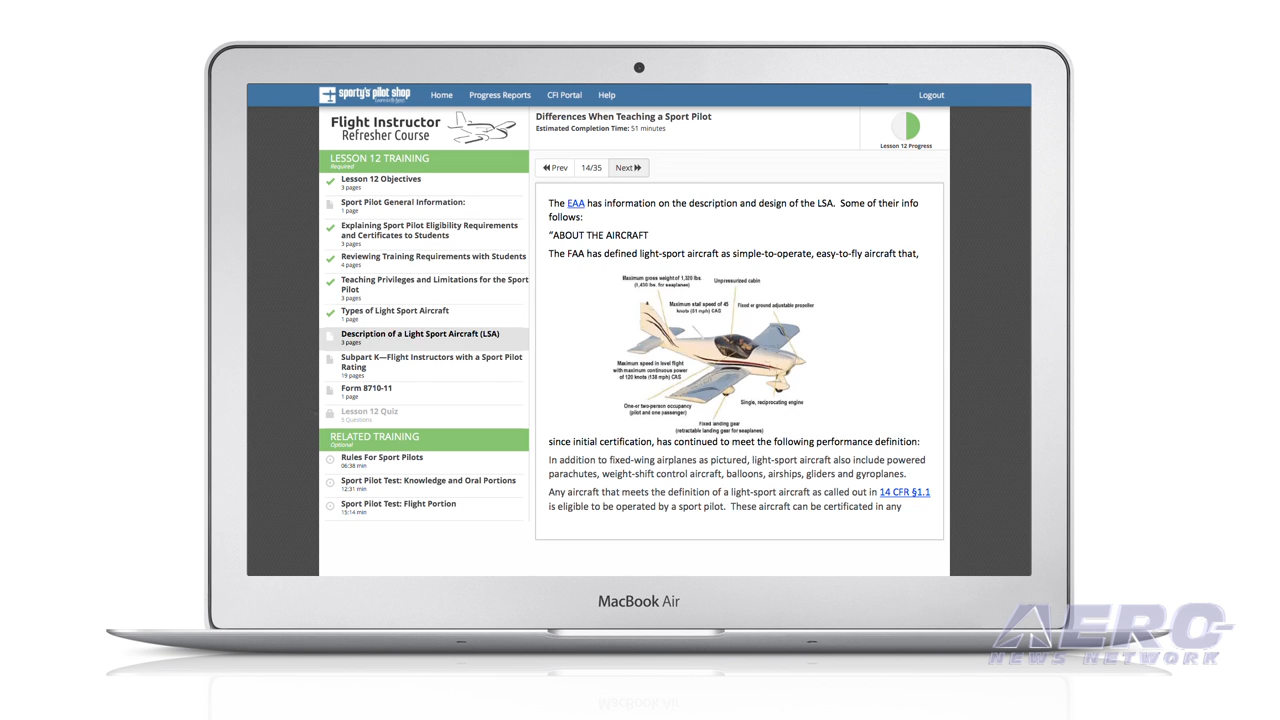 sporty's pilot shop
Home
Progress Reports
CFI Portal
Help
Logout
Flight Instructor
Refresher Course
Differences When Teaching a Sport Pilot
Estimated Completion Time: 51 minutes
Lesson 12 Progress
LESSON 12 TRAINING
Required
Lesson 12 Objectives
3 pages
Sport Pilot General Information:
1 page
Explaining Sport Pilot Eligibility Requirements
and Certificates to Students
3 pages
Reviewing Training Requirements with Students
4 pages
Teaching Privileges and Limitations for the Sport
Pilot
3 pages
Types of Light Sport Aircraft
1 page
Description of a Light Sport Aircraft (LSA)
3 pages
Subpart K—Flight Instructors with a Sport Pilot
Rating
19 pages
Form 8710-11
1 page
Lesson 12 Quiz
5 Questions
RELATED TRAINING
Optional
Rules For Sport Pilots
06:38 min
Sport Pilot Test: Knowledge and Oral Portions
12:31 min
Sport Pilot Test: Flight Portion
15:14 min
Prev
14/35
Next
The EAA has information on the description and design of the LSA. Some of their info
follows:
“ABOUT THE AIRCRAFT
The FAA has defined light-sport aircraft as simple-to-operate, easy-to-fly aircraft that,
Maximum gross weight of 1,320 lbs.
(1,430 lbs. for seaplanes)
Unpressurized cabin
Maximum stall speed of 45
knots (51 mph) CAS
Fixed or ground adjustable propeller
Maximum speed in level flight
with maximum continuous power
of 120 knots (138 mph) CAS
One-or two-person occupancy
(pilot and one passenger)
Single, reciprocating engine
Fixed landing gear
(retractable landing gear for seaplanes)
since initial certification, has continued to meet the following performance definition:
In addition to fixed-wing airplanes as pictured, light-sport aircraft also include powered
parachutes, weight-shift control aircraft, balloons, airships, gliders and gyroplanes.
Any aircraft that meets the definition of a light-sport aircraft as called out in 14 CFR §1.1
is eligible to be operated by a sport pilot. These aircraft can be certificated in any
MacBook Air
AERO
NEWS NETWORK